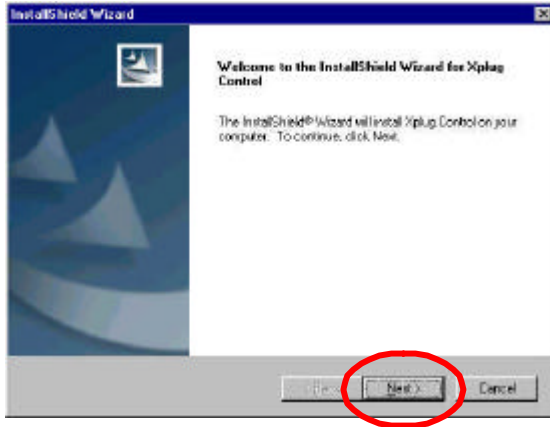 InstallShield Wizard
Welcome to the InstallShield Wizard for Xplug
Control
The InstallShield® Wizard will install Xplug Control on your
computer. To continue, click Next.
Next >
Cancel